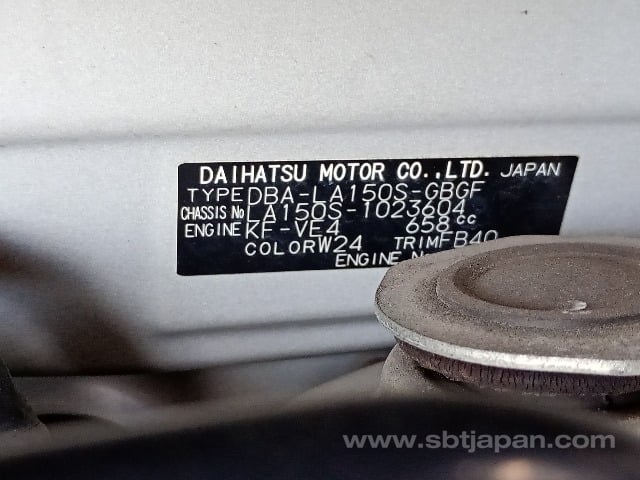 DAIHATSU MOTOR CO.,LTD. JAPAN
TYPE DBA-LA150S-GBGF
CHASSIS No LA150S-1023604
ENGINE KF-VE4 658cc
COLOR W24 TRIM FB40
ENGINE
www.sbtjapan.com